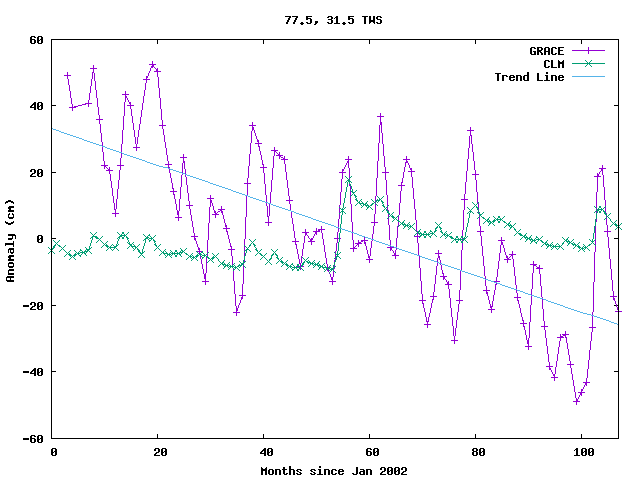 77.5, 31.5 TWS
GRACE
CLM
Trend Line
60
40
20
0
-20
-40
-60
Anomaly (cm)
0 20 40 60 80 100
Months since Jan 2002